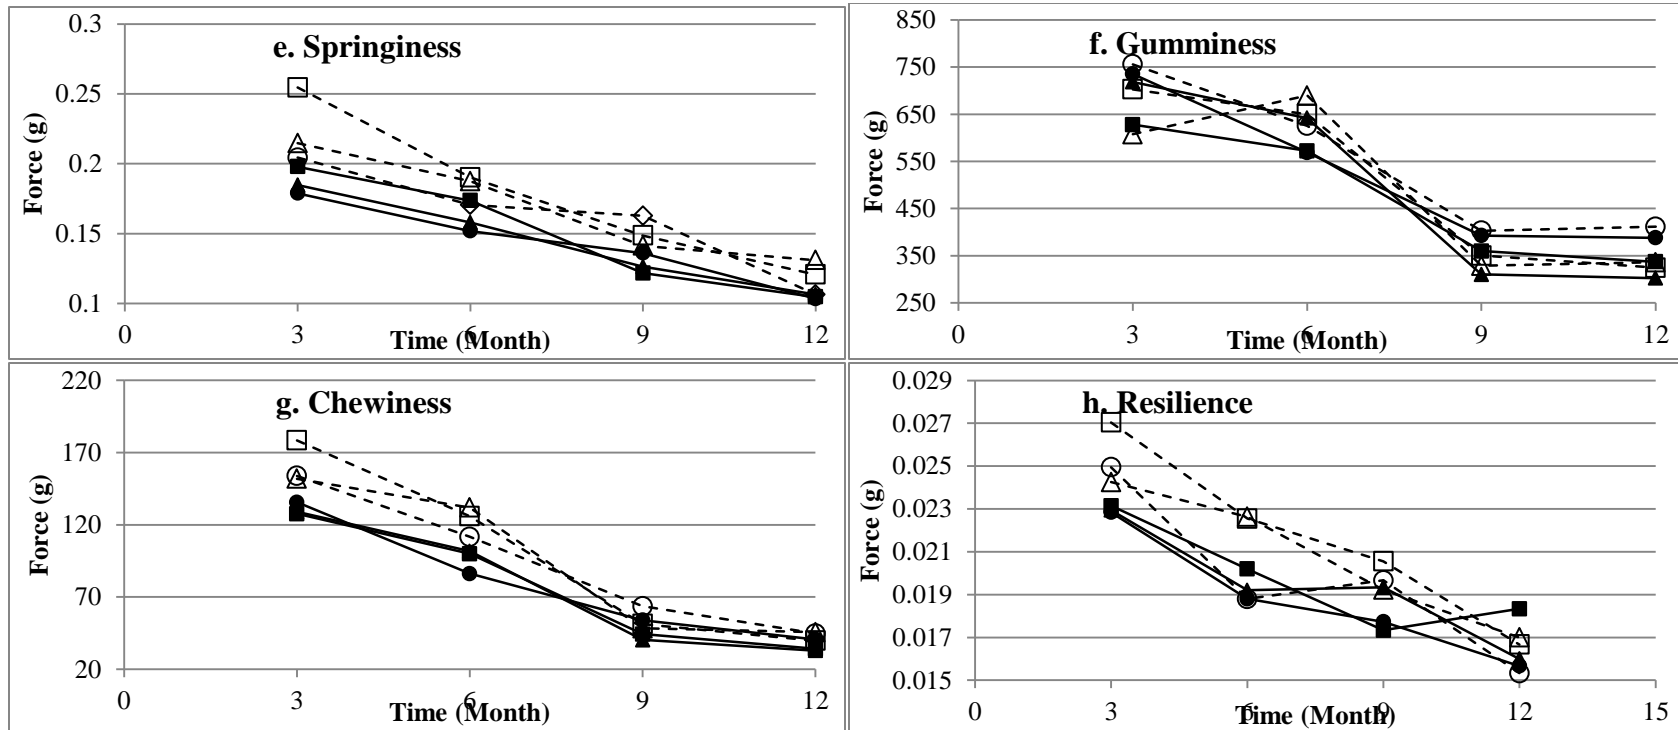 e. Springiness
0.3
0.25
0.2
0.15
0.1
Force (g)
0 3 6 9 12
Time (Month)
f. Gumminess
850
750
650
550
450
350
250
Force (g)
0 3 6 9 12
Time (Month)
g. Chewiness
220
170
120
70
20
Force (g)
0 3 6 9 12
Time (Month)
h. Resilience
0.029
0.027
0.025
0.023
0.021
0.019
0.017
0.015
Force (g)
0 3 6 9 12 15
Time (Month)